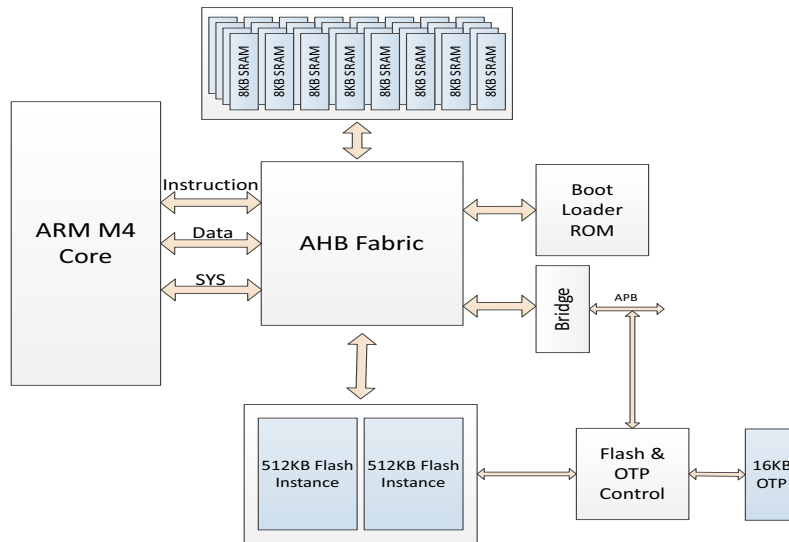 8KB SRAM
8KB SRAM
8KB SRAM
8KB SRAM
8KB SRAM
8KB SRAM
8KB SRAM
8KB SRAM
ARM M4
Core
Instruction
Data
SYS
AHB Fabric
Boot
Loader
ROM
Bridge
APB
512KB Flash
Instance
512KB Flash
Instance
Flash &
OTP
Control
16KB
OTP